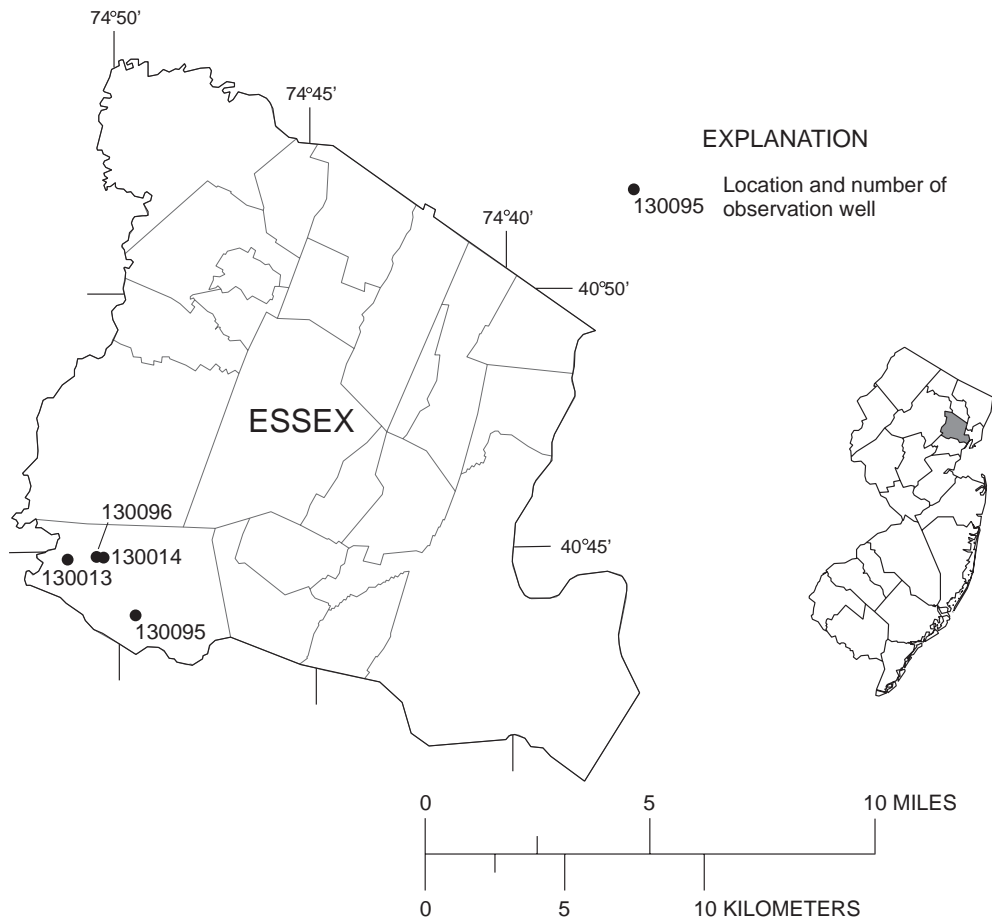 74°50'
74°45'
EXPLANATION
130095
Location and number of
observation well
74°40'
40°50'
ESSEX
130096
130014
130013
40°45'
130095
0
5
10 MILES
0
5
10 KILOMETERS